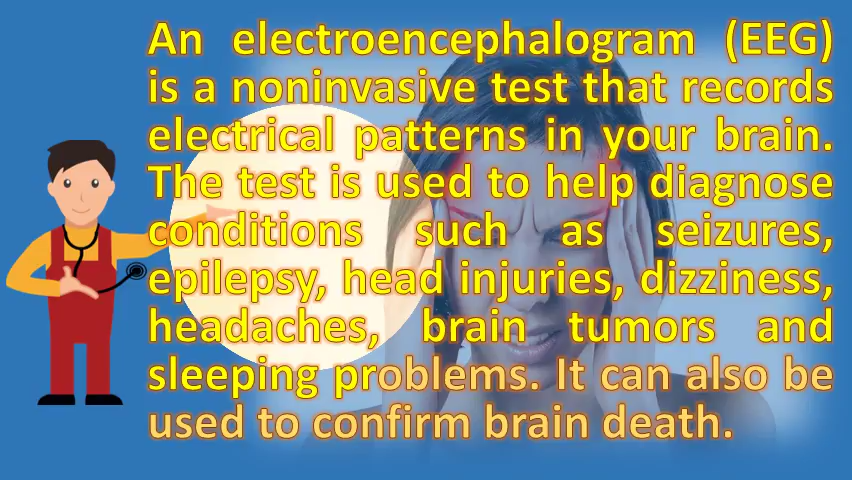 An electroencephalogram (EEG)
is a noninvasive test that records
electrical patterns in your brain.
The test is used to help diagnose
conditions such as seizures,
epilepsy, head injuries, dizziness,
headaches, brain tumors and
sleeping problems. It can also be
used to confirm brain death.